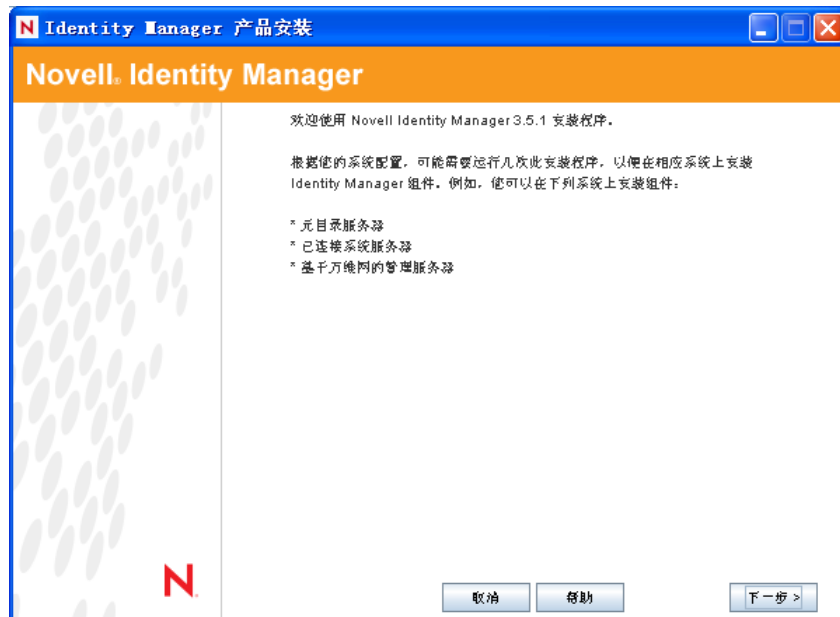 N Identity Manager 产品安装
Novell® Identity Manager
欢迎使用 Novell Identity Manager 3.5.1 安装程序。
根据您的系统配置，可能需要运行几次此安装程序，以便在相应系统上安装
Identity Manager 组件。例如，您可以在下列系统上安装组件：
* 元目录服务器
* 已连接系统服务器
* 基于万维网的管理服务器
N
取消 帮助 下一步 >